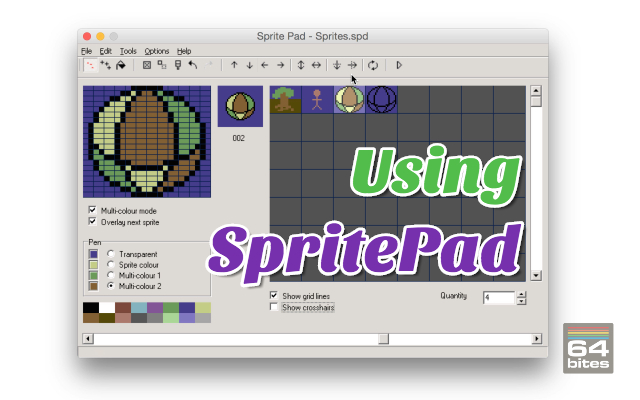 Sprite Pad - Sprites.spd
File Edit Tools Options Help
002
Using
SpritePad
Multi-colour mode
Overlay next sprite
Pen
Transparent
Sprite colour
Multi-colour 1
Multi-colour 2
Show grid lines
Show crosshairs
Quantity
4
64
bites